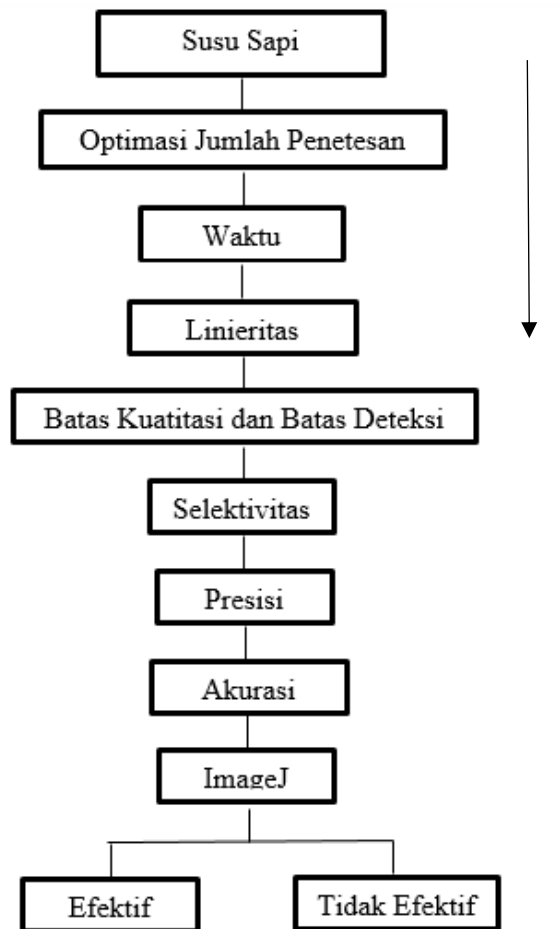 Susu Sapi
Optimasi Jumlah Penetesan
Waktu
Linieritas
Batas Kuatitasi dan Batas Deteksi
Selektivitas
Presisi
Akurasi
ImageJ
Efektif
Tidak Efektif